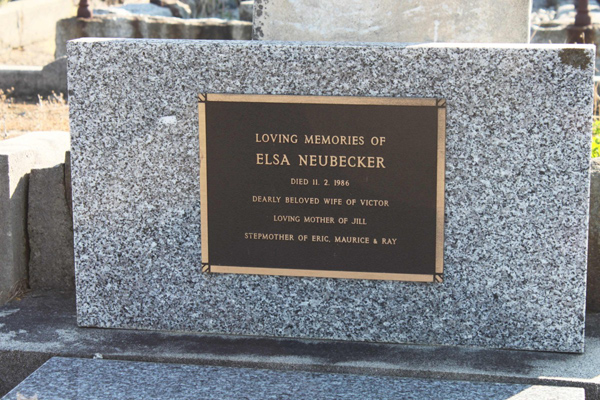 LOVING MEMORIES OF
ELSA NEUBECKER
DIED 11. 2. 1986
DEARLY BELOVED WIFE OF VICTOR
LOVING MOTHER OF JILL
STEPMOTHER OF ERIC, MAURICE & RAY